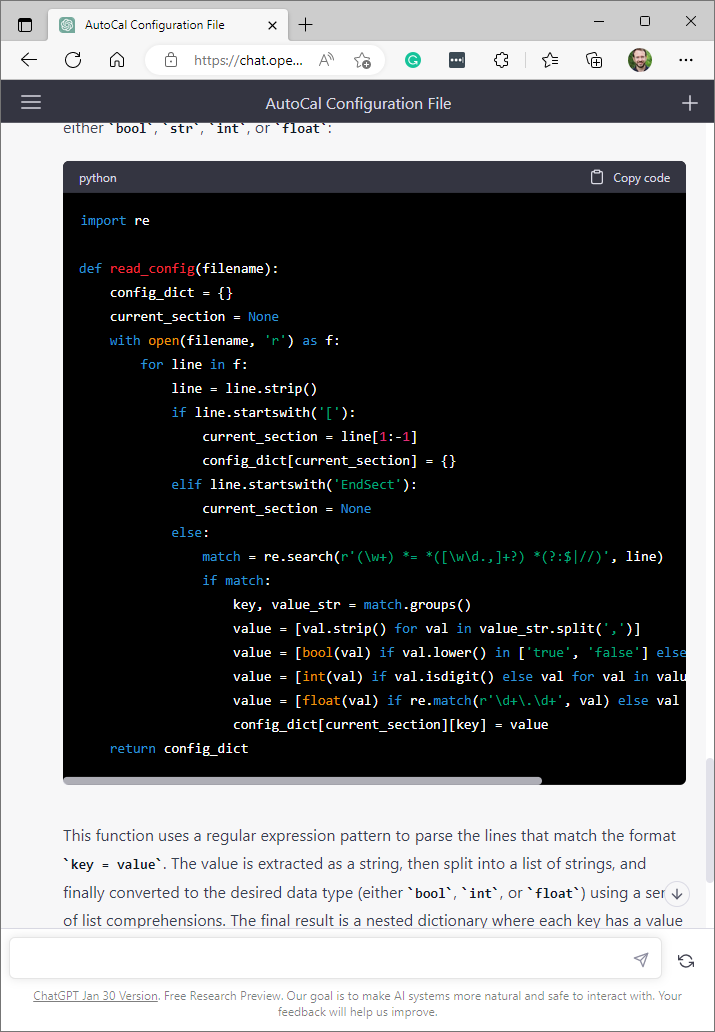 AutoCal Configuration File
https://chat.ope...
AutoCal Configuration File
either `bool`, `str`, `int`, or `float`:
python
Copy code
import re
def read_config(filename):
    config_dict = {}
    current_section = None
    with open(filename, 'r') as f:
        for line in f:
            line = line.strip()
            if line.startswith('['):
                current_section = line[1:-1]
                config_dict[current_section] = {}
            elif line.startswith('EndSect'):
                current_section = None
            else:
                match = re.search(r'(\w+) *= *([\w\d.,]+?) *(?:$|//)', line)
                if match:
                    key, value_str = match.groups()
                    value = [val.strip() for val in value_str.split(',')]
                    value = [bool(val) if val.lower() in ['true', 'false'] else
                    value = [int(val) if val.isdigit() else val for val in valu
                    value = [float(val) if re.match(r'\d+\.\d+', val) else val
                    config_dict[current_section][key] = value
    return config_dict
This function uses a regular expression pattern to parse the lines that match the format
`key = value`. The value is extracted as a string, then split into a list of strings, and
finally converted to the desired data type (either `bool`, `int`, or `float`) using a ser
of list comprehensions. The final result is a nested dictionary where each key has a value
ChatGPT Jan 30 Version. Free Research Preview. Our goal is to make AI systems more natural and safe to interact with. Your
feedback will help us improve.